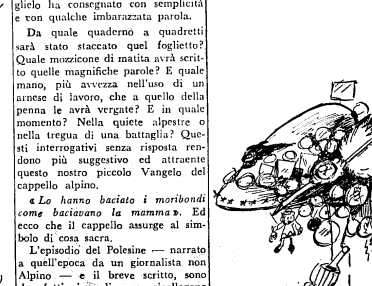 glielo ha consegnato con semplicità
e con qualche imbarazzata parola.
Da quale quaderno a quadretti
sarà stato staccato quel foglietto?
Quale mozzicone di matita avrà scrit-
to quelle magnifiche parole? E quale
mano, più avvezza nell'uso di un
arnese di lavoro, che a quello della
penna le avrà vergate? E in quale
momento? Nella quiete alpestre o
nella tregua di una battaglia? Que-
sti interrogativi senza risposta ren-
dono più suggestivo ed attraente
questo nostro piccolo Vangelo del
cappello alpino.
« Lo hanno baciato i moribondi
come baciavano la mamma ». Ed
ecco che il cappello assurge al sim-
bolo di cosa sacra.
L'episodio del Polesine — narrato
a quell'epoca da un giornalista non
Alpino — e il breve scritto, sono